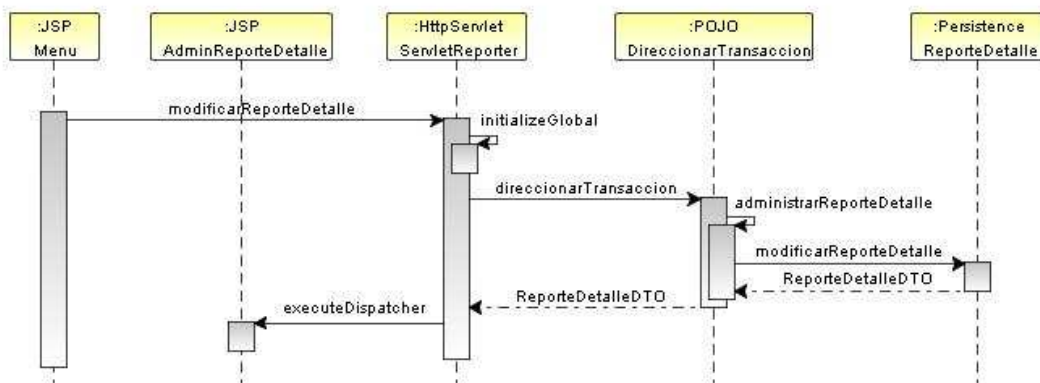 :JSP
Menu
:JSP
AdminReporteDetalle
:HttpServlet
ServletReporter
:POJO
DireccionarTransaccion
:Persistence
ReporteDetalle
modificarReporteDetalle
initializeGlobal
direccionarTransaccion
administrarReporteDetalle
modificarReporteDetalle
ReporteDetalleDTO
ReporteDetalleDTO
executeDispatcher